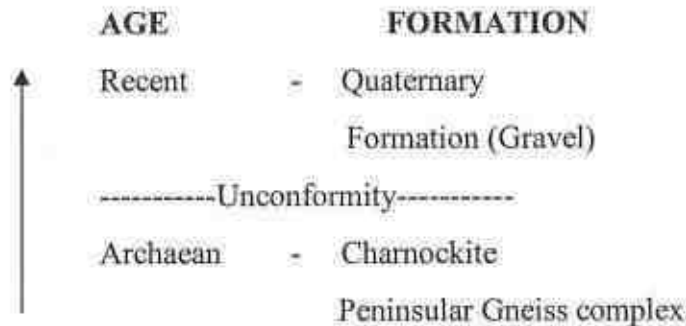 AGE FORMATION
Recent - Quaternary
Formation (Gravel)
-----------Unconformity-----------
Archaean - Charnockite
Peninsular Gneiss complex